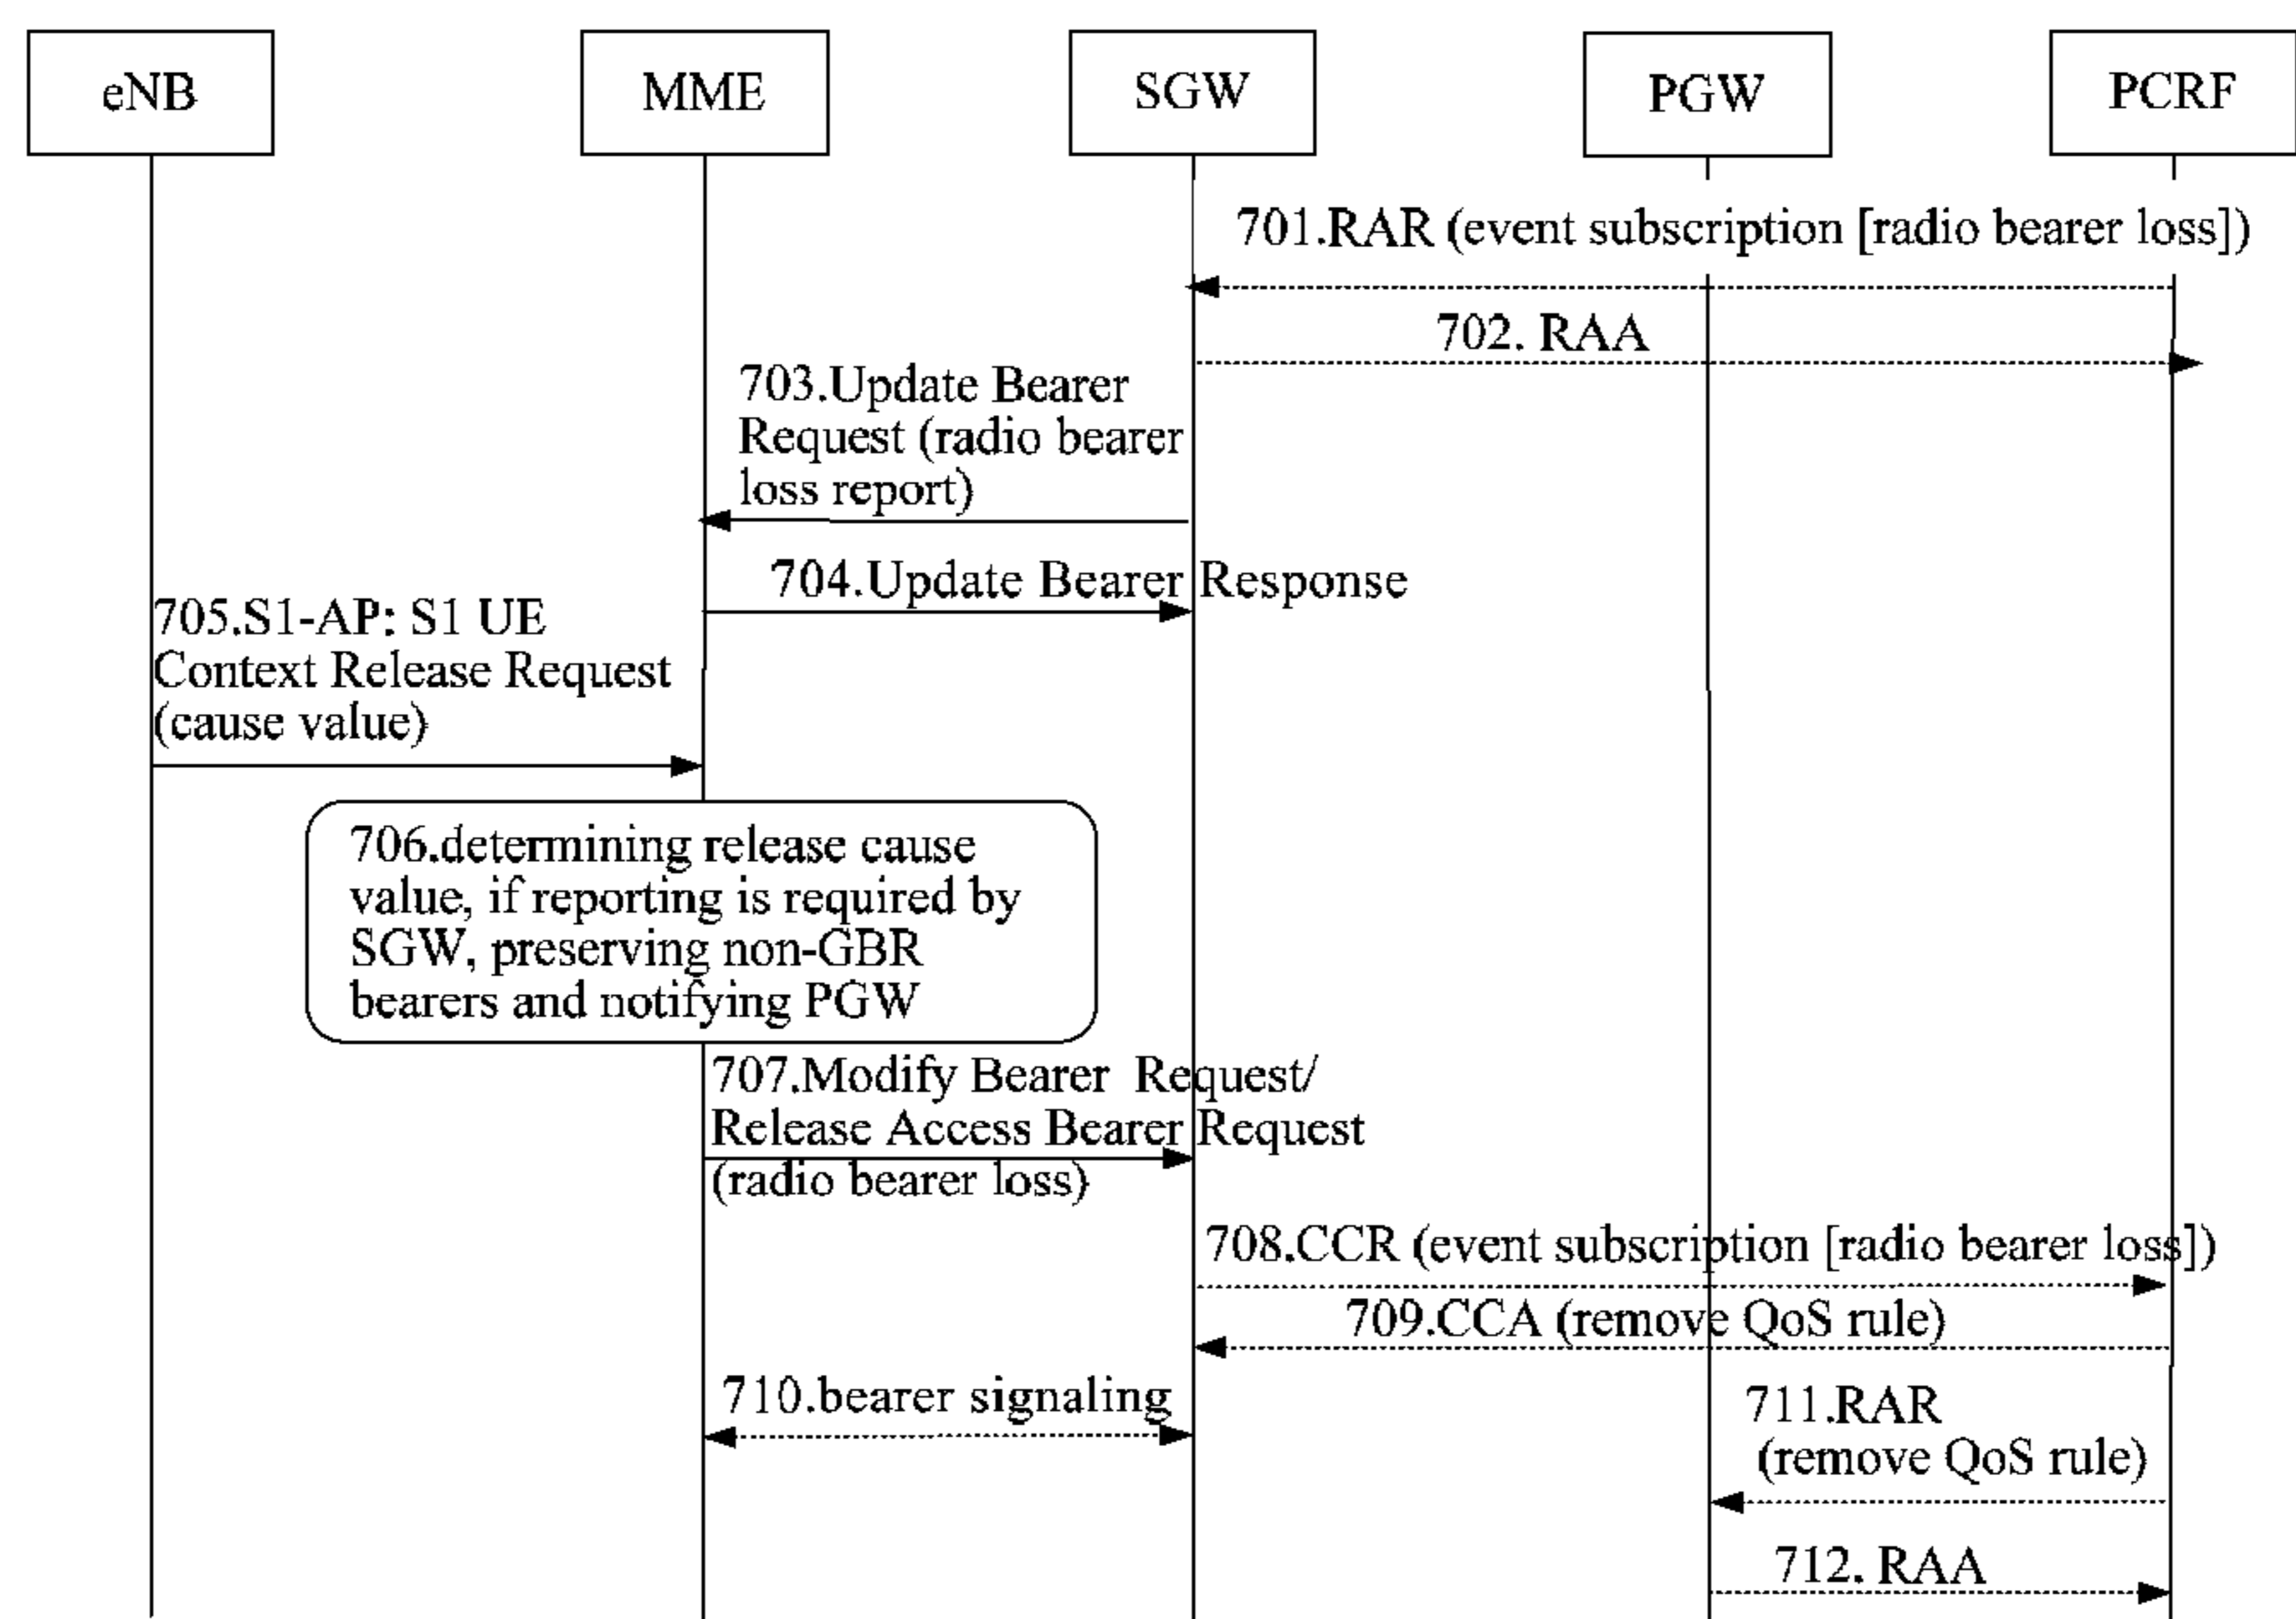 eNB
MME
SGW
PGW
PCRF
701.RAR (event subscription [radio bearer loss])
702. RAA
703.Update Bearer
Request (radio bearer
loss report)
704.Update Bearer Response
705.S1-AP: S1 UE
Context Release Request
(cause value)
706.determining release cause
value, if reporting is required by
SGW, preserving non-GBR
bearers and notifying PGW
707.Modify Bearer Request/
Release Access Bearer Request
(radio bearer loss)
708.CCR (event subscription [radio bearer loss])
709.CCA (remove QoS rule)
710.bearer signaling
711.RAR
(remove QoS rule)
712. RAA